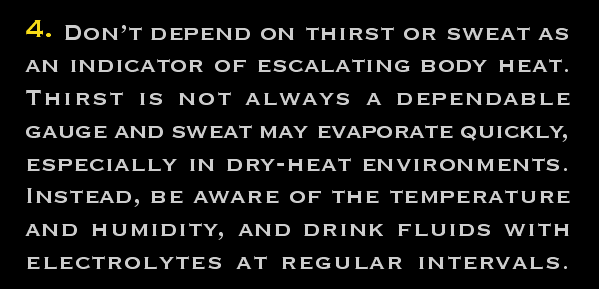 4. Don't depend on thirst or sweat as
an indicator of escalating body heat.
Thirst is not always a dependable
gauge and sweat may evaporate quickly,
especially in dry-heat environments.
Instead, be aware of the temperature
and humidity, and drink fluids with
electrolytes at regular intervals.